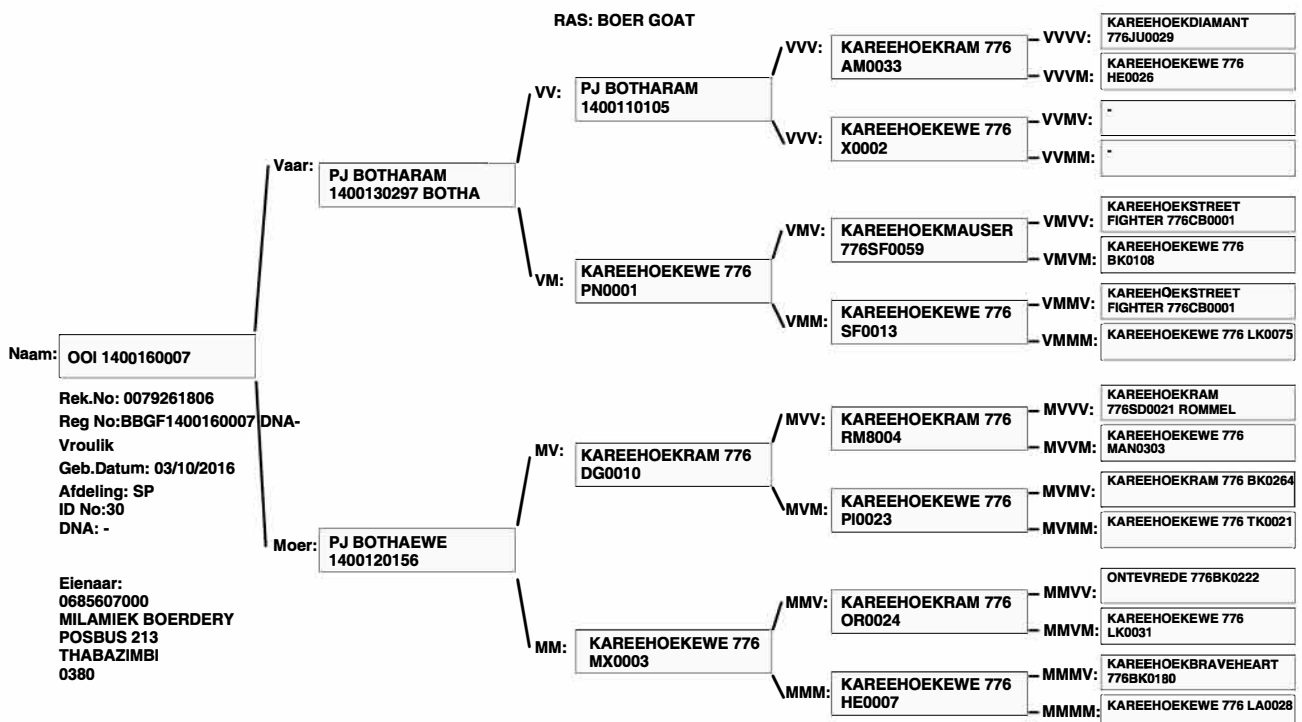 RAS: BOER GOAT
Naam:
OOI 1400160007
Rek.No: 0079261806
Reg No:BBGF1400160007 DNA-
Vroulik
Geb.Datum: 03/10/2016
Afdeling: SP
ID No:30
DNA: -
Eienaar:
0685607000
MILAMIEK BOERDERY
POSBUS 213
THABAZIMBI
0380
Vaar:
PJ BOTHARAM
1400130297 BOTHA
Moer:
PJ BOTHAEWE
1400120156
VV:
PJ BOTHARAM
1400110105
VM:
KAREEHOEKEWE 776
PN0001
MV:
KAREEHOEKRAM 776
DG0010
MM:
KAREEHOEKEWE 776
MX0003
VVV:
KAREEHOEKRAM 776
AM0033
VVV:
KAREEHOEKEWE 776
X0002
VMV:
KAREEHOEKMAUSER
776SF0059
VMM:
KAREEHOEKEWE 776
SF0013
MVV:
KAREEHOEKRAM 776
RM8004
MVM:
KAREEHOEKEWE 776
PI0023
MMV:
KAREEHOEKRAM 776
OR0024
MMM:
KAREEHOEKEWE 776
HE0007
VVVV:
KAREEHOEKDIAMANT
776JU0029
VVVM:
KAREEHOEKEWE 776
HE0026
VVMV:
-
VVMM:
-
VMVV:
KAREEHOEKSTREET
FIGHTER 776CB0001
VMVM:
KAREEHOEKEWE 776
BK0108
VMMV:
KAREEHOEKSTREET
FIGHTER 776CB0001
VMMM:
KAREEHOEKEWE 776 LK0075
MVVV:
KAREEHOEKRAM
776SD0021 ROMMEL
MVVM:
KAREEHOEKEWE 776
MAN0303
MVMV:
KAREEHOEKRAM 776 BK0264
MVMM:
KAREEHOEKEWE 776 TK0021
MMVV:
ONTEVREDE 776BK0222
MMVM:
KAREEHOEKEWE 776
LK0031
MMMV:
KAREEHOEKBRAVEHEART
776BK0180
MMMM:
KAREEHOEKEWE 776 LA0028